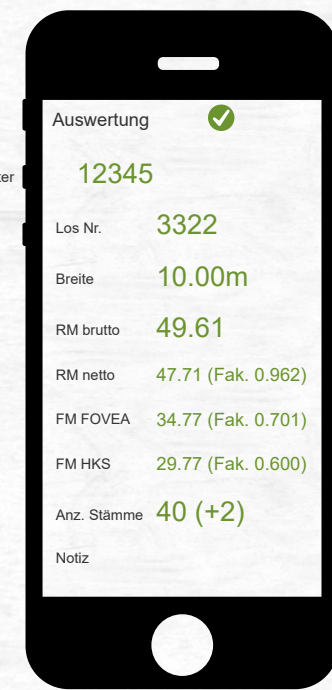 Auswertung
ter
12345
Los Nr. 3322
Breite 10.00m
RM brutto 49.61
RM netto 47.71 (Fak. 0.962)
FM FOVEA 34.77 (Fak. 0.701)
FM HKS 29.77 (Fak. 0.600)
Anz. Stämme 40 (+2)
Notiz